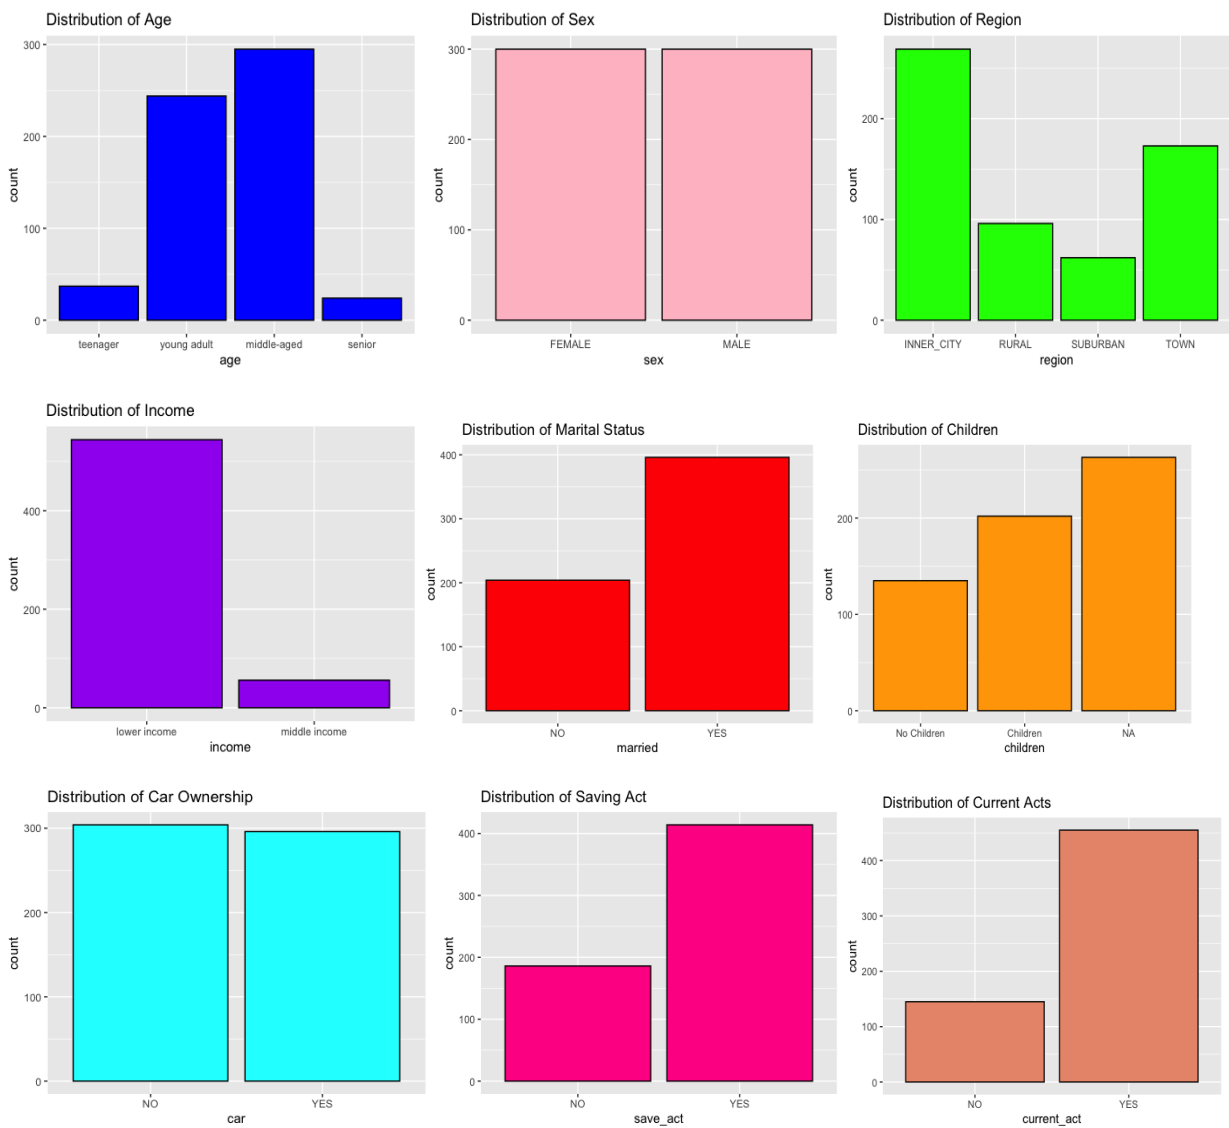 Distribution of Age
300
200
100
0
count
teenager young adult middle-aged senior
age
Distribution of Sex
300
200
100
0
count
FEMALE MALE
sex
Distribution of Region
200
100
0
count
INNER_CITY RURAL SUBURBAN TOWN
region
Distribution of Income
400
200
0
count
lower income middle income
income
Distribution of Marital Status
400
300
200
100
0
count
NO YES
married
Distribution of Children
200
100
0
count
No Children Children NA
children
Distribution of Car Ownership
300
200
100
0
count
NO YES
car
Distribution of Saving Act
400
300
200
100
0
count
NO YES
save_act
Distribution of Current Acts
400
300
200
100
0
count
NO YES
current_act